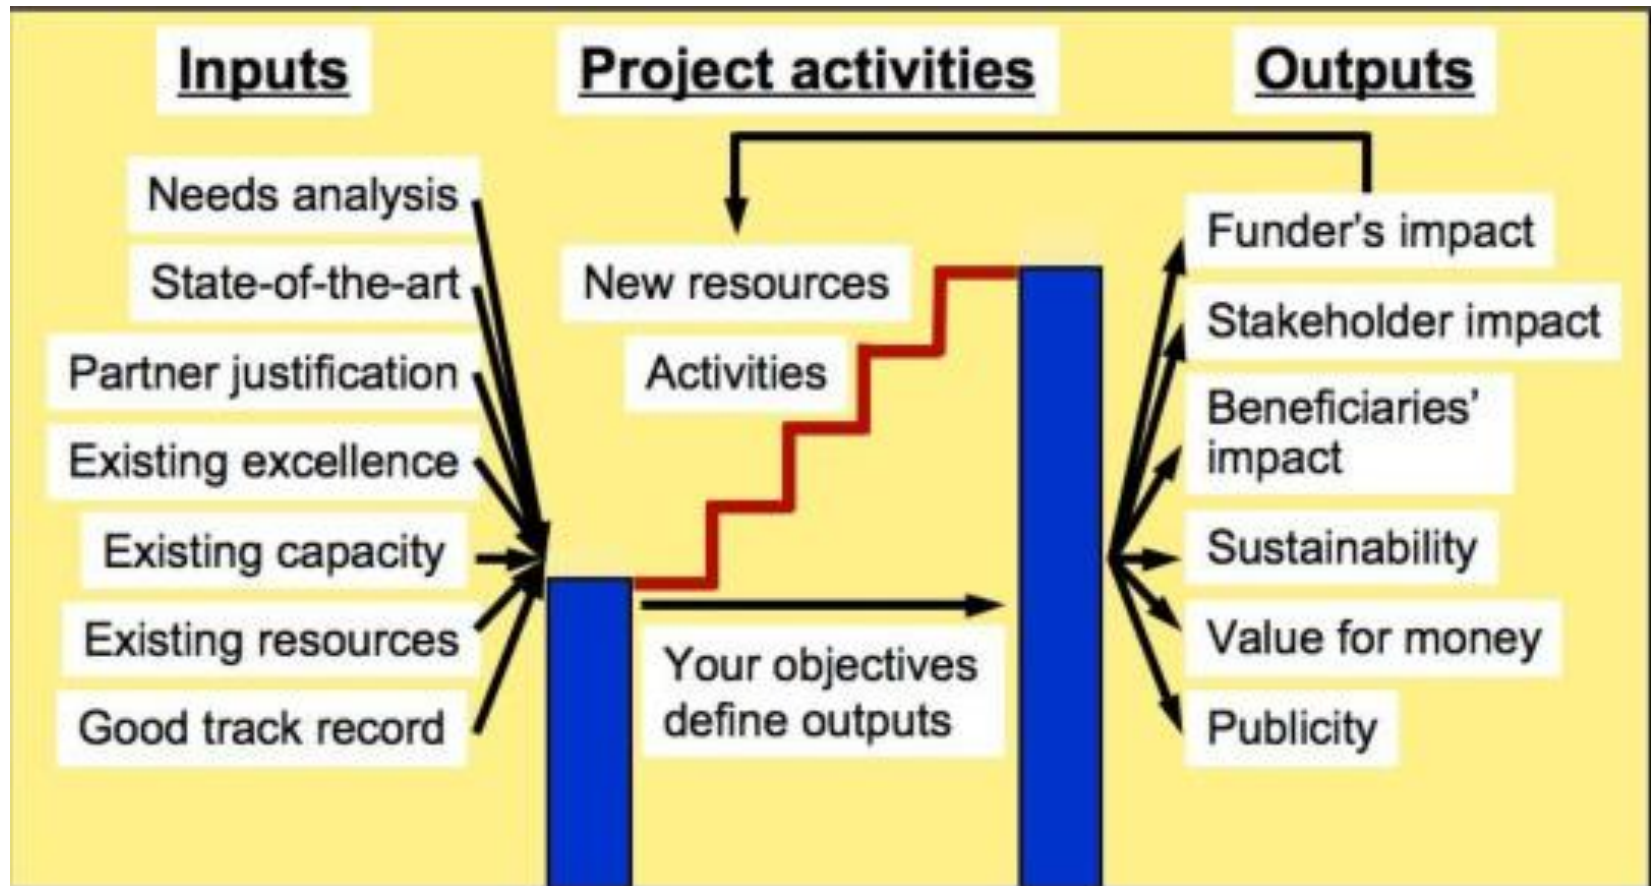 Inputs
Project activities
Outputs
Needs analysis
State-of-the-art
Partner justification
Existing excellence
Existing capacity
Existing resources
Good track record
New resources
Activities
Your objectives
define outputs
Funder's impact
Stakeholder impact
Beneficiaries’
impact
Sustainability
Value for money
Publicity